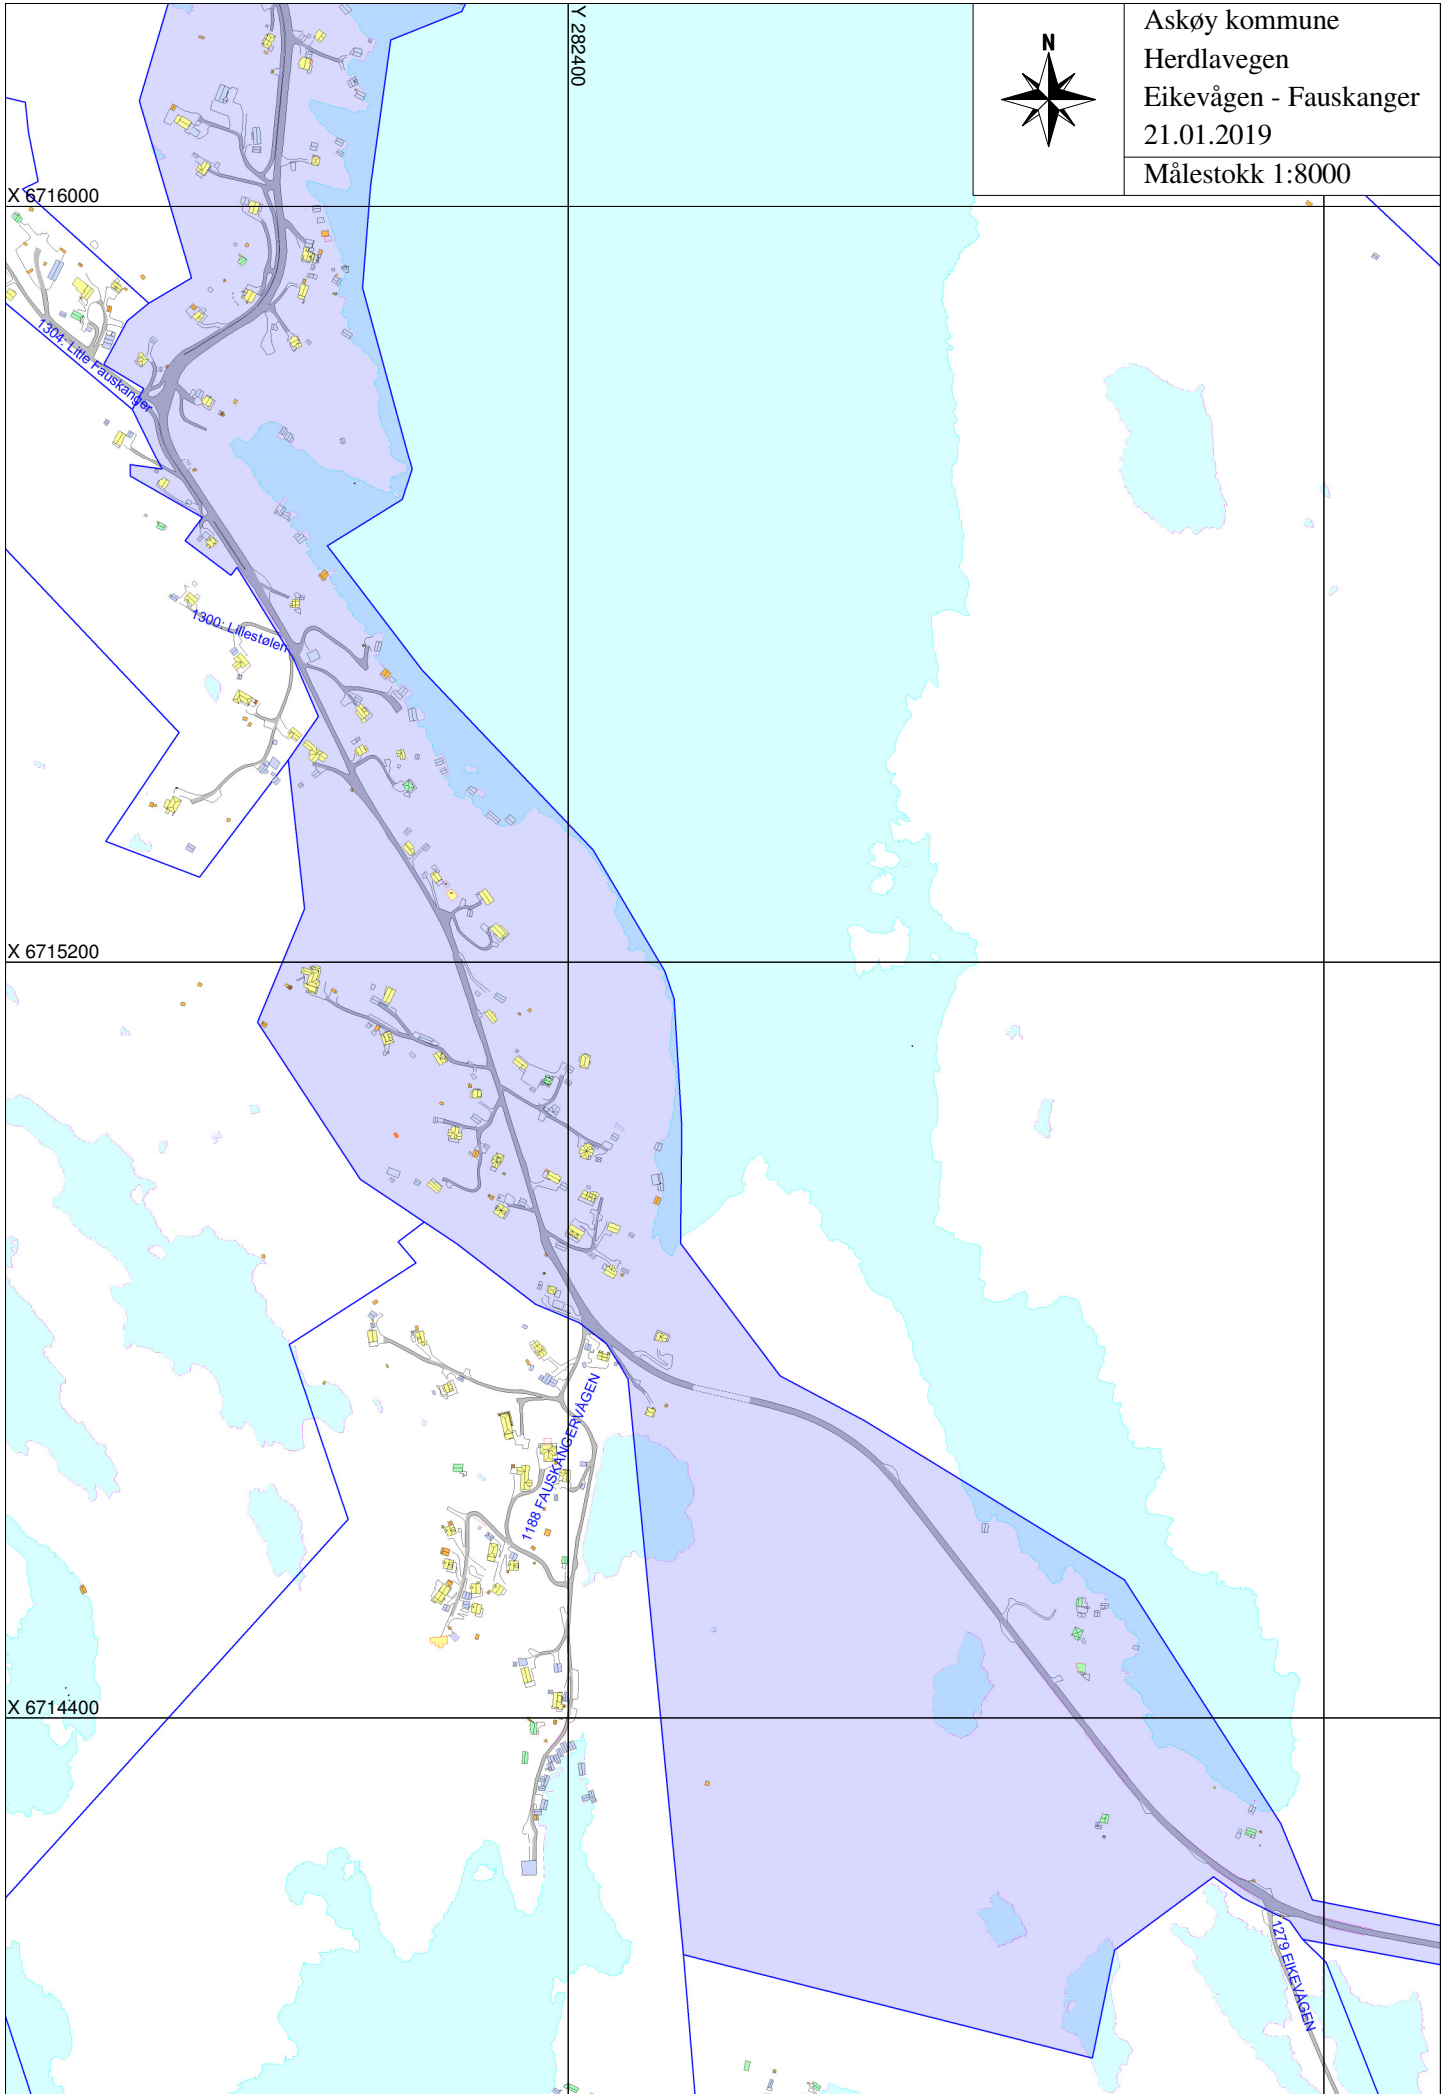 Y 282400
N
Askøy kommune
Herdlavegen
Eikevågen - Fauskanger
21.01.2019
Målestokk 1:8000
X 6716000
1304: Litle Fauskanger
1300: Lillestølen
X 6715200
1188 FAUSKANGERVÅGEN
X 6714400
1279 EIKEVÅGEN